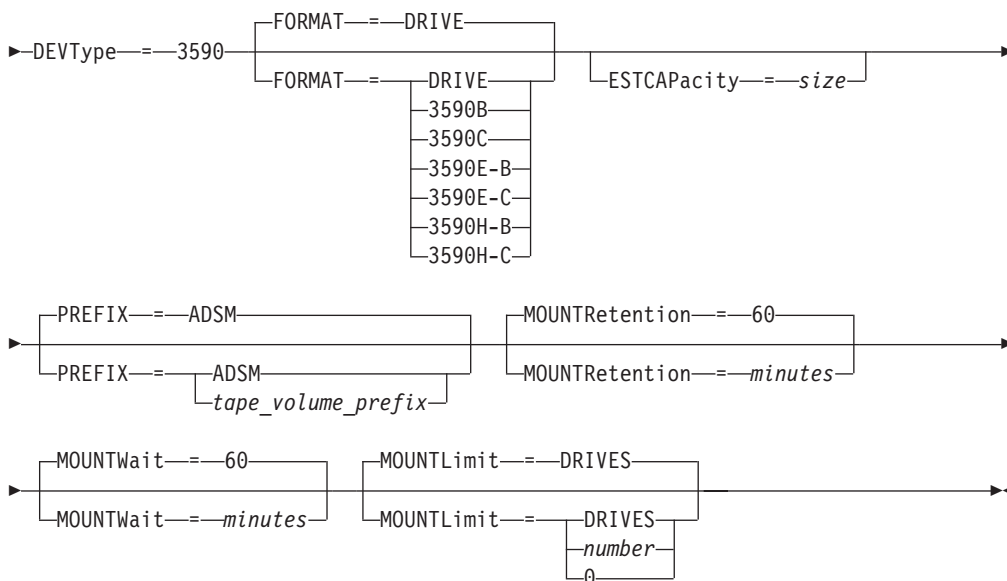 FORMAT = DRIVE
DEVType = 3590
FORMAT = DRIVE
3590B
3590C
3590E-B
3590E-C
3590H-B
3590H-C
ESTCAPacity = size
PREFIX = ADSM
PREFIX = ADSM
tape_volume_prefix
MOUNTRetention = 60
MOUNTRetention = minutes
MOUNTWait = 60
MOUNTWait = minutes
MOUNTLimit = DRIVES
MOUNTLimit = DRIVES
number
0